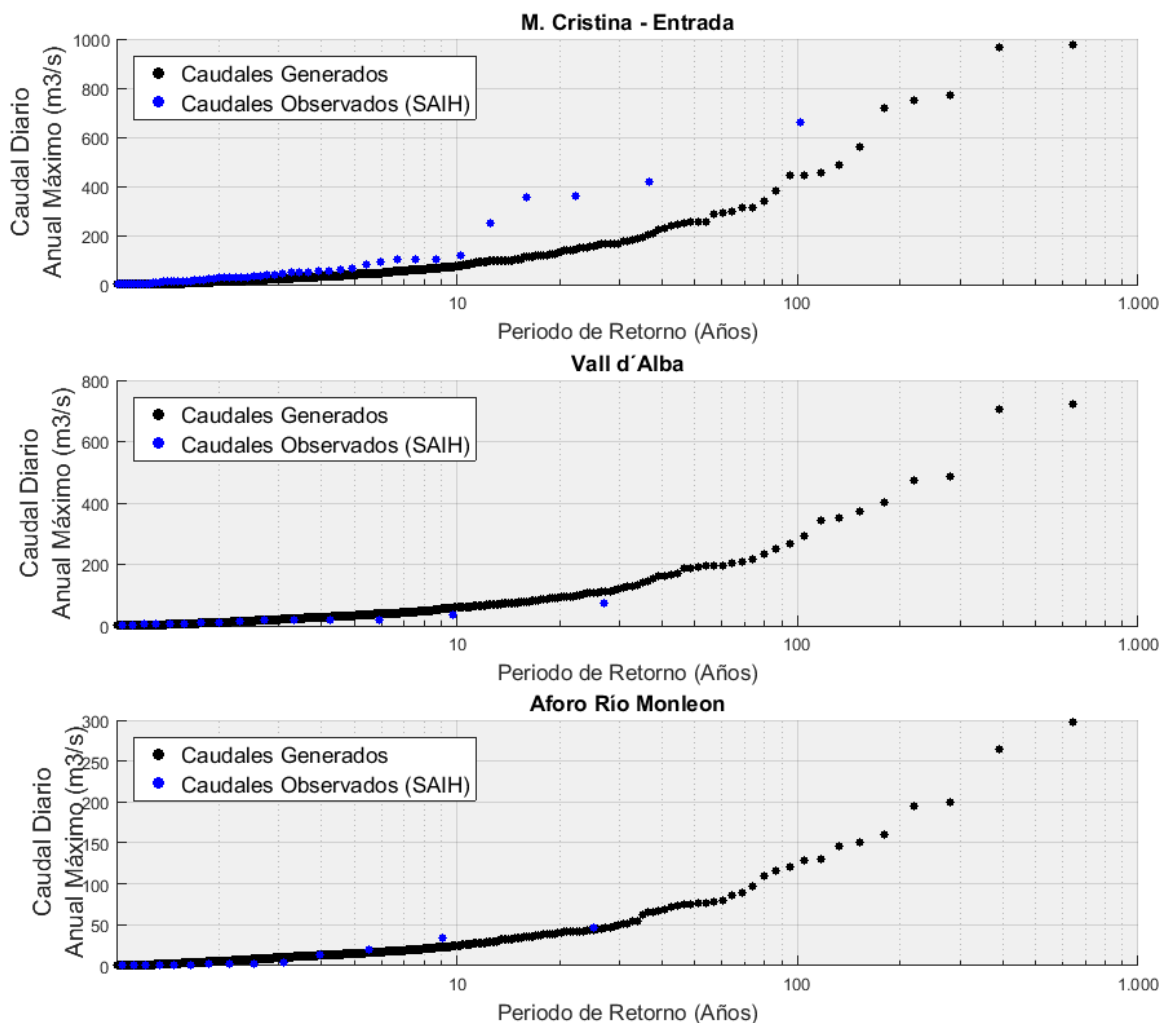 M. Cristina - Entrada
1000
800
600
400
200
0
Caudal Diario
Anual Máximo (m3/s)
Caudales Generados
Caudales Observados (SAIH)
10
100
1.000
Periodo de Retorno (Años)
Vall d´Alba
800
600
400
200
0
Caudal Diario
Anual Máximo (m3/s)
Caudales Generados
Caudales Observados (SAIH)
10
100
1.000
Periodo de Retorno (Años)
Aforo Río Monleon
300
250
200
150
100
50
0
Caudal Diario
Anual Máximo (m3/s)
Caudales Generados
Caudales Observados (SAIH)
10
100
1.000
Periodo de Retorno (Años)